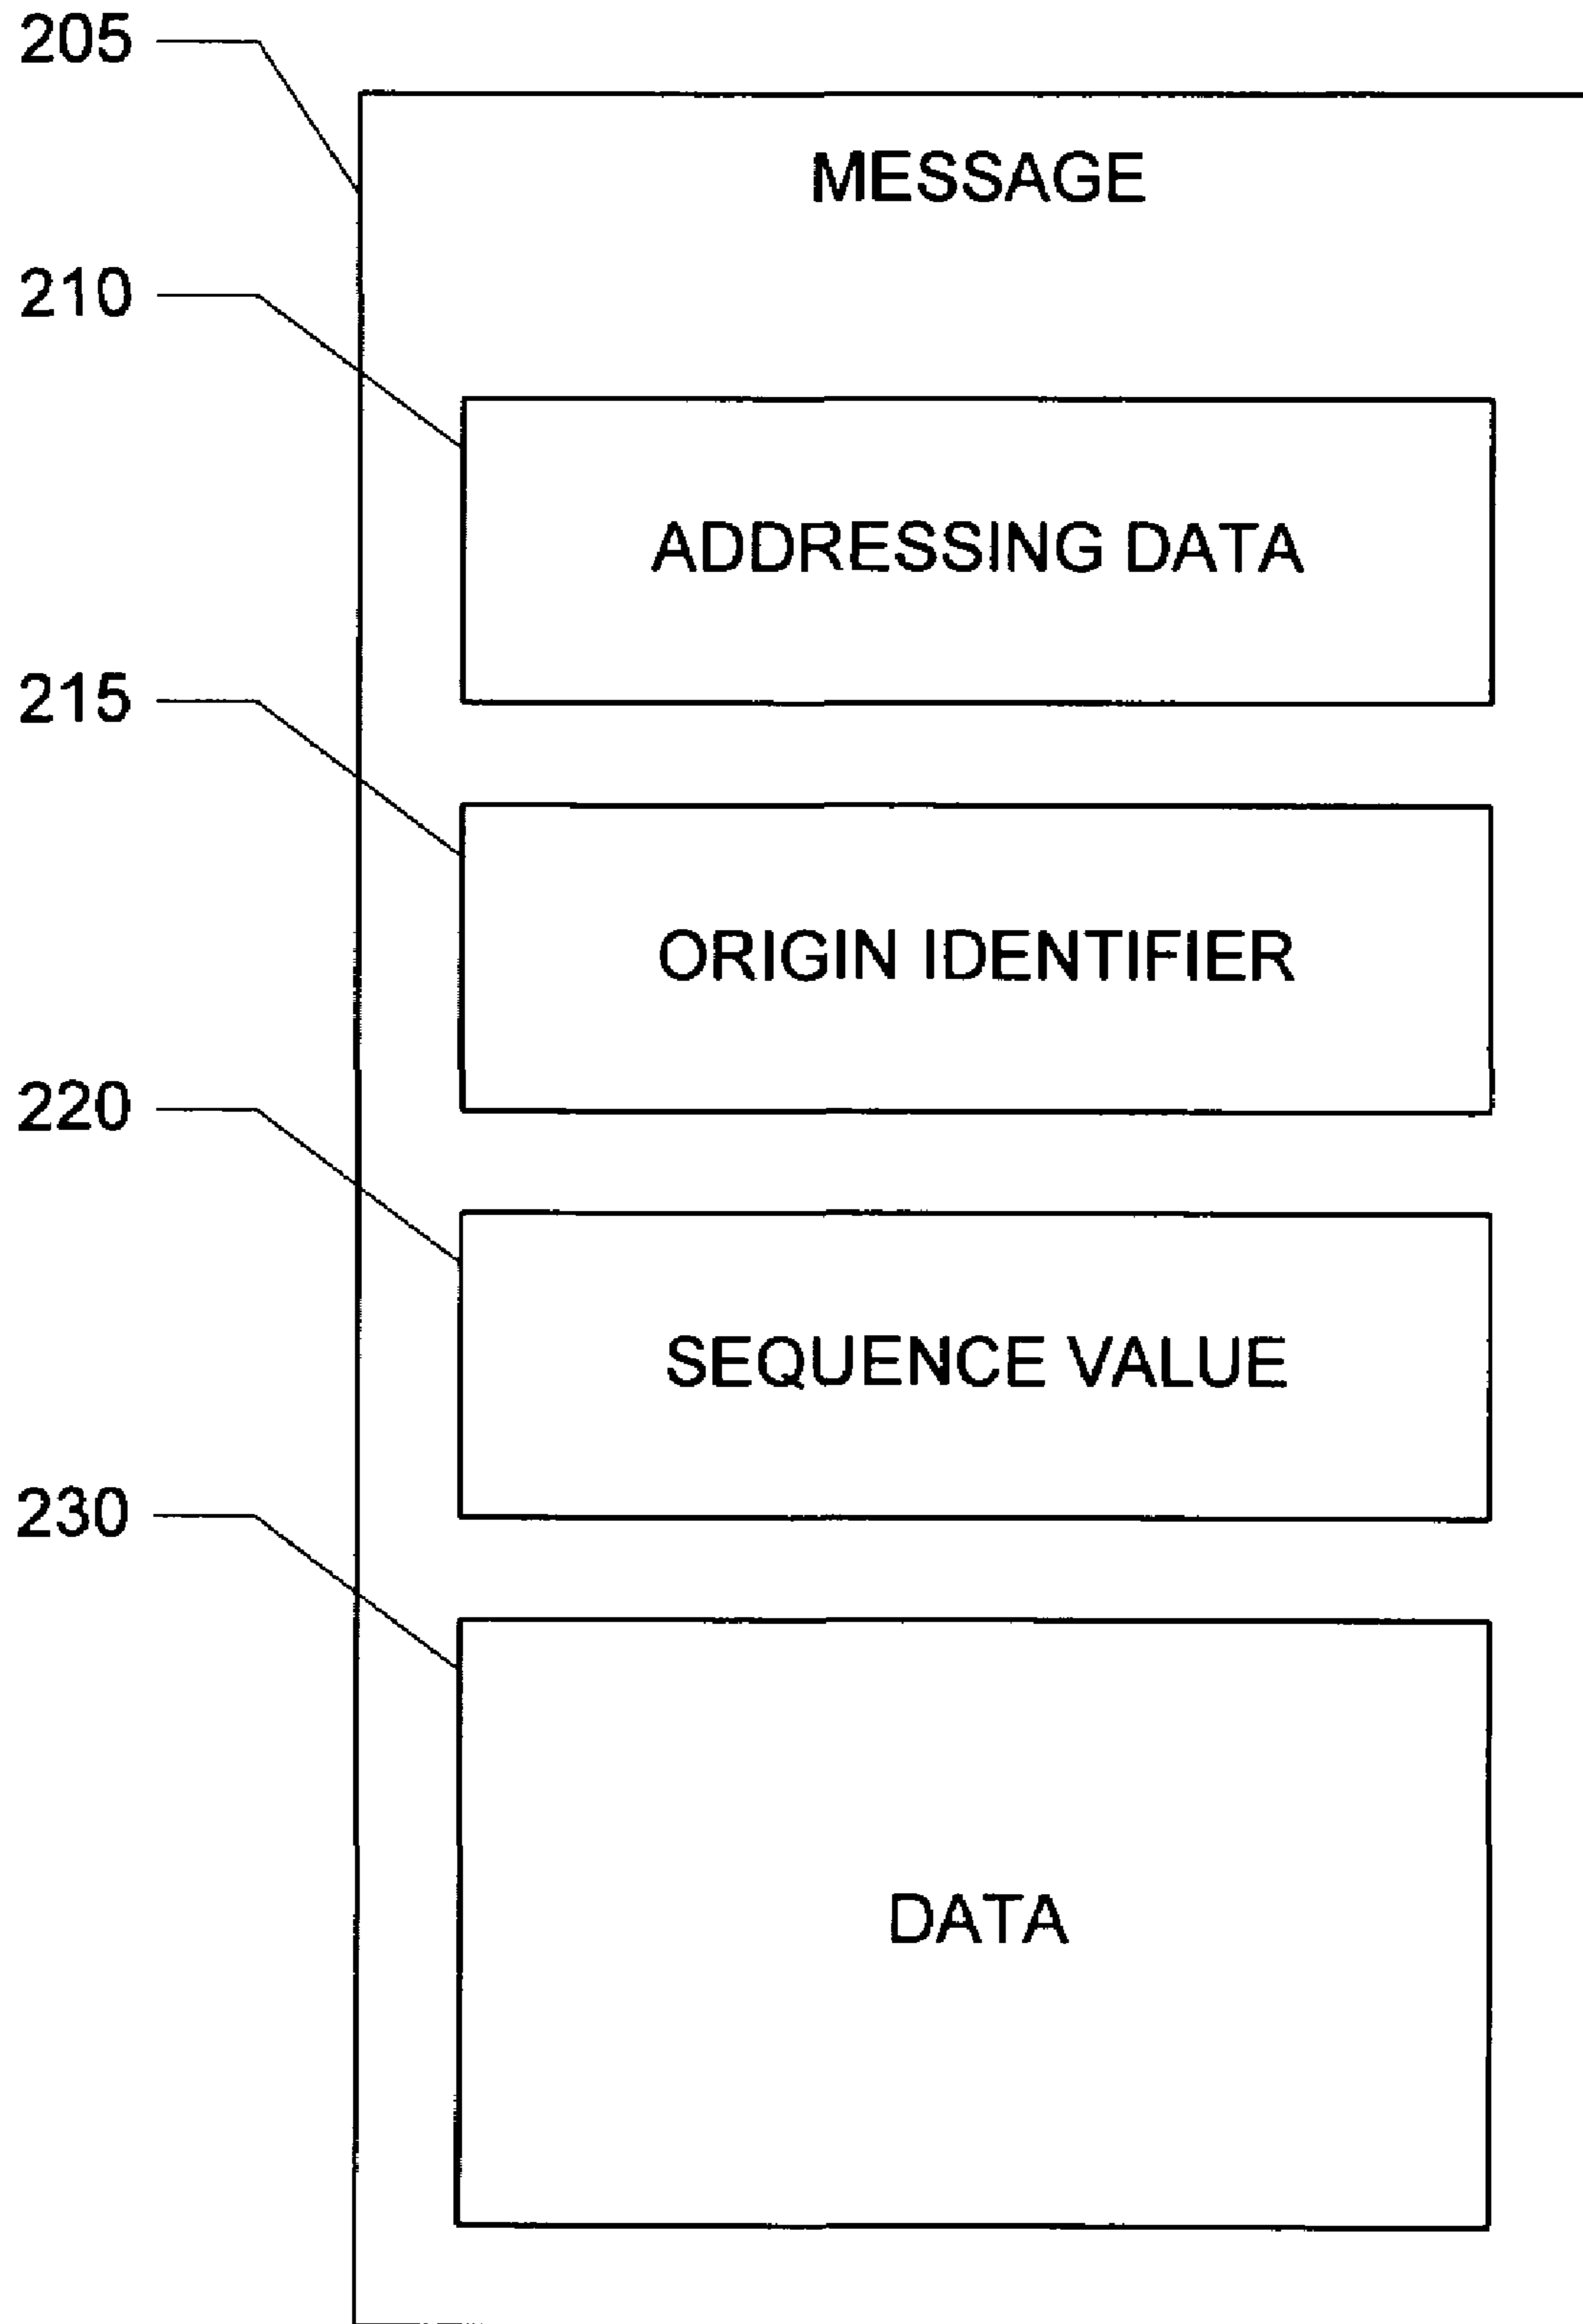 205
MESSAGE
210
ADDRESSING DATA
215
ORIGIN IDENTIFIER
220
SEQUENCE VALUE
230
DATA